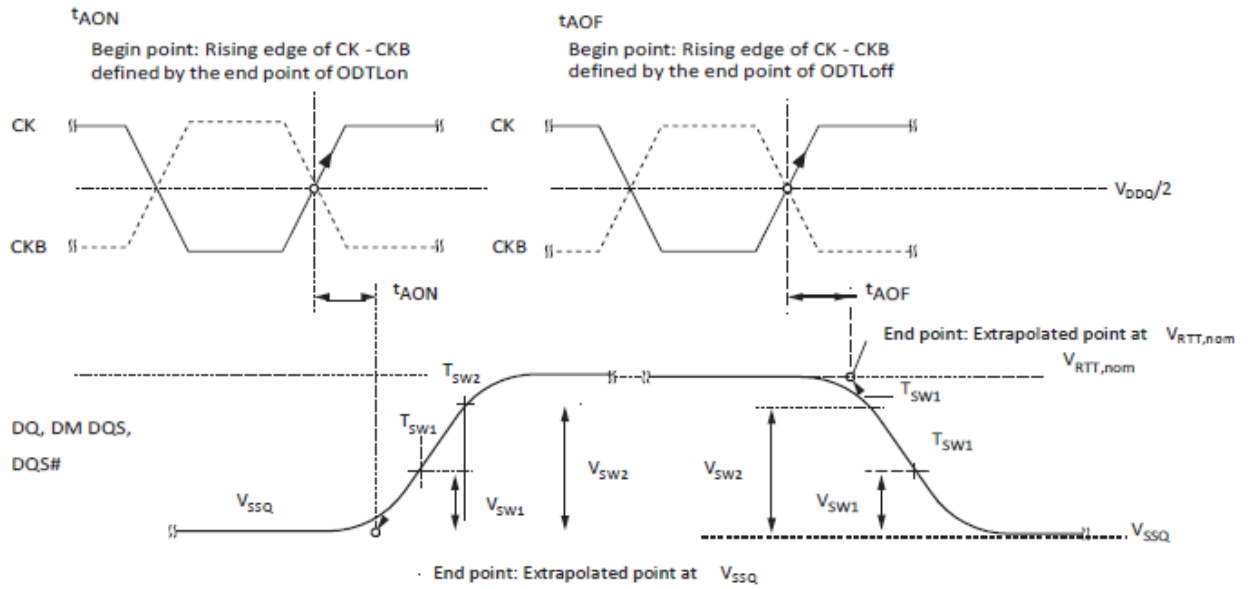 tAON
Begin point: Rising edge of CK - CKB
defined by the end point of ODTLon
tAOF
Begin point: Rising edge of CK - CKB
defined by the end point of ODTLoff
CK
CK
VDDQ/2
CKB
CKB
tAON
tAOF
End point: Extrapolated point at VRTT,nom
VRTT,nom
TSW2
TSW1
DQ, DM DQS,
DQS#
TSW1
TSW1
VSW2
VSW2
VSSQ
VSW1
VSW1
VSSQ
End point: Extrapolated point at VSSQ